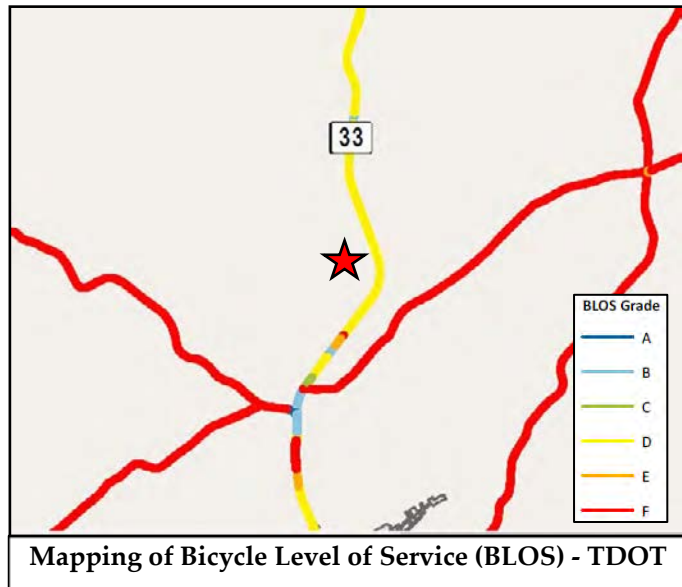 33
BLOS Grade
A
B
C
D
E
F
Mapping of Bicycle Level of Service (BLOS) - TDOT